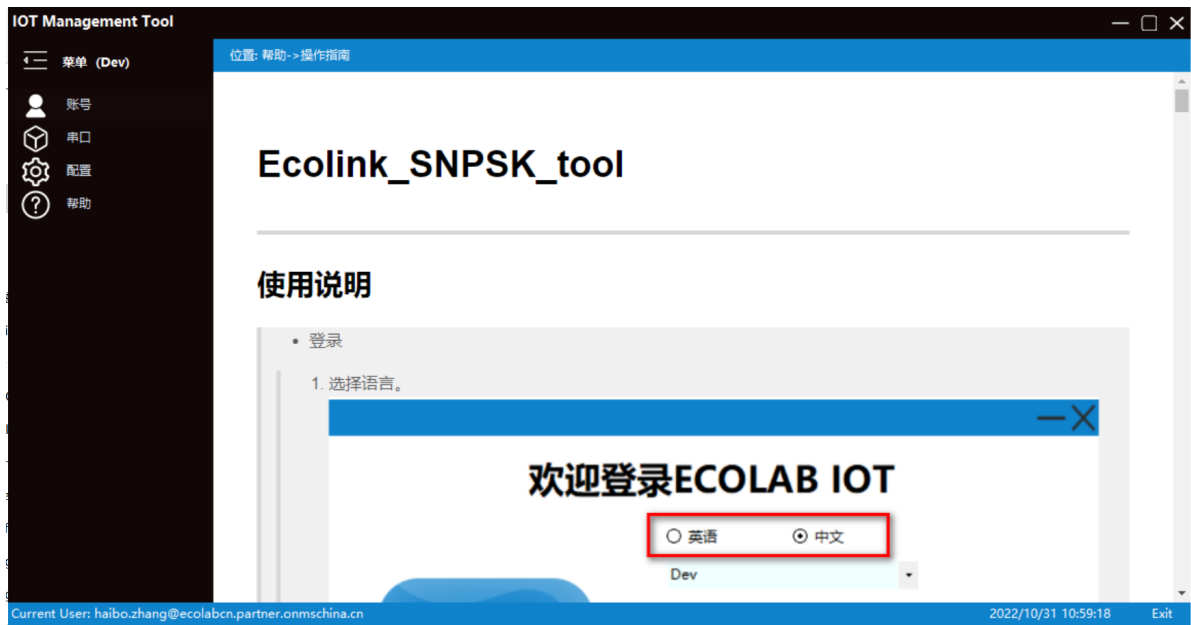 IOT Management Tool
菜单 (Dev)
位置: 帮助->操作指南
账号
串口
配置
帮助
Ecolink_SNPSK_tool
使用说明
• 登录
1. 选择语言。
欢迎登录ECOLAB IOT
英语 中文
Dev
Current User: haibo.zhang@ecolabcn.partner.onmschina.cn 2022/10/31 10:59:18 Exit